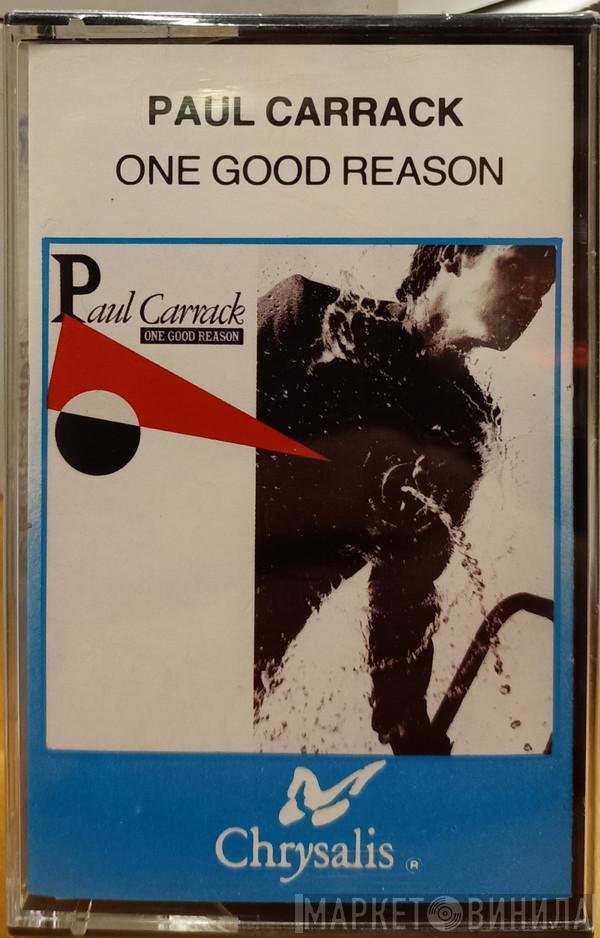 PAUL CARRACK
ONE GOOD REASON
Paul Carrack
ONE GOOD REASON
Chrysalis ®
МАРКЕТ ВИНИЛА